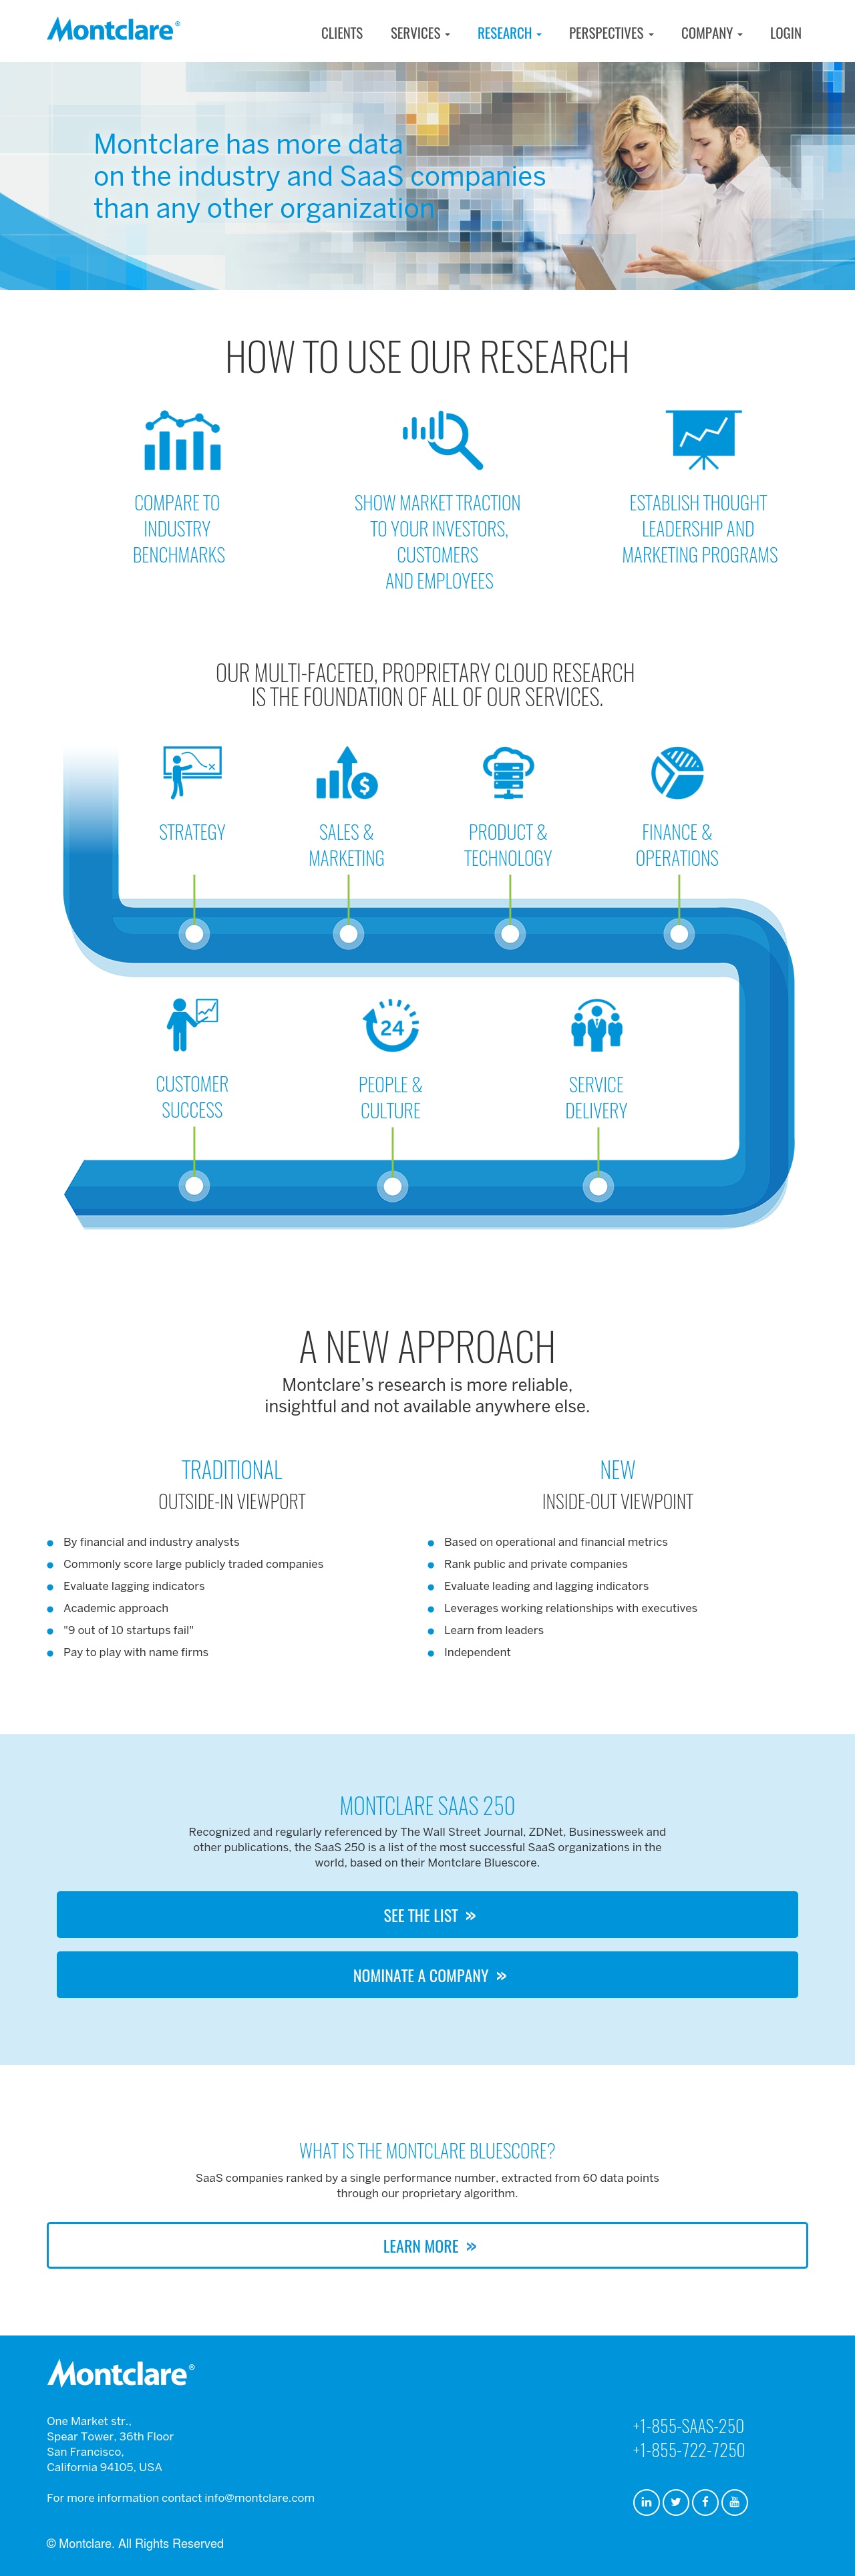 Montclare®
CLIENTS
SERVICES
RESEARCH
PERSPECTIVES
COMPANY
LOGIN
Montclare has more data
on the industry and SaaS companies
than any other organization
HOW TO USE OUR RESEARCH
COMPARE TO
INDUSTRY
BENCHMARKS
SHOW MARKET TRACTION
TO YOUR INVESTORS,
CUSTOMERS
AND EMPLOYEES
ESTABLISH THOUGHT
LEADERSHIP AND
MARKETING PROGRAMS
OUR MULTI-FACETED, PROPRIETARY CLOUD RESEARCH
IS THE FOUNDATION OF ALL OF OUR SERVICES.
$
STRATEGY
SALES &
MARKETING
PRODUCT &
TECHNOLOGY
FINANCE &
OPERATIONS
24
CUSTOMER
SUCCESS
PEOPLE &
CULTURE
SERVICE
DELIVERY
A NEW APPROACH
Montclare's research is more reliable,
insightful and not available anywhere else.
TRADITIONAL
OUTSIDE-IN VIEWPORT
By financial and industry analysts
Commonly score large publicly traded companies
Evaluate lagging indicators
Academic approach
"9 out of 10 startups fail"
Pay to play with name firms
NEW
INSIDE-OUT VIEWPOINT
Based on operational and financial metrics
Rank public and private companies
Evaluate leading and lagging indicators
Leverages working relationships with executives
Learn from leaders
Independent
MONTCLARE SAAS 250
Recognized and regularly referenced by The Wall Street Journal, ZDNet, Businessweek and
other publications, the SaaS 250 is a list of the most successful SaaS organizations in the
world, based on their Montclare Bluescore.
SEE THE LIST »
NOMINATE A COMPANY »
WHAT IS THE MONTCLARE BLUESCORE?
SaaS companies ranked by a single performance number, extracted from 60 data points
through our proprietary algorithm.
LEARN MORE »
Montclare®
One Market str.,
Spear Tower, 36th Floor
San Francisco,
California 94105, USA
For more information contact info@montclare.com
+1-855-SAAS-250
+1-855-722-7250
in
f
You
© Montclare. All Rights Reserved